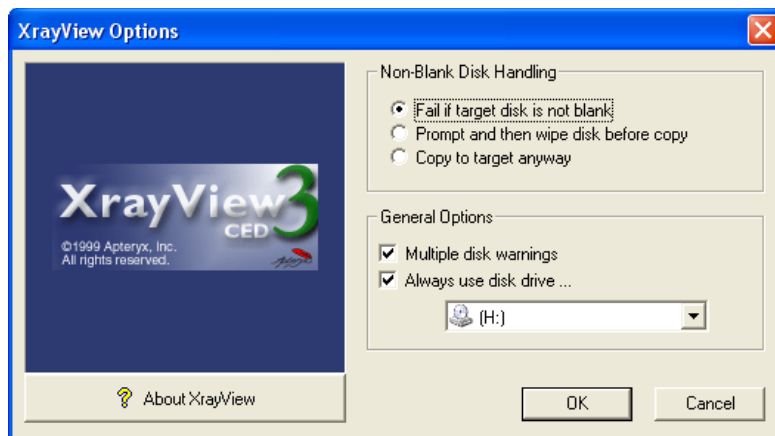 XrayView Options
XrayView 3
CED
©1999 Apteryx, Inc.
All rights reserved.
About XrayView
Non-Blank Disk Handling
Fail if target disk is not blank
Prompt and then wipe disk before copy
Copy to target anyway
General Options
Multiple disk warnings
Always use disk drive ...
(H:)
OK
Cancel